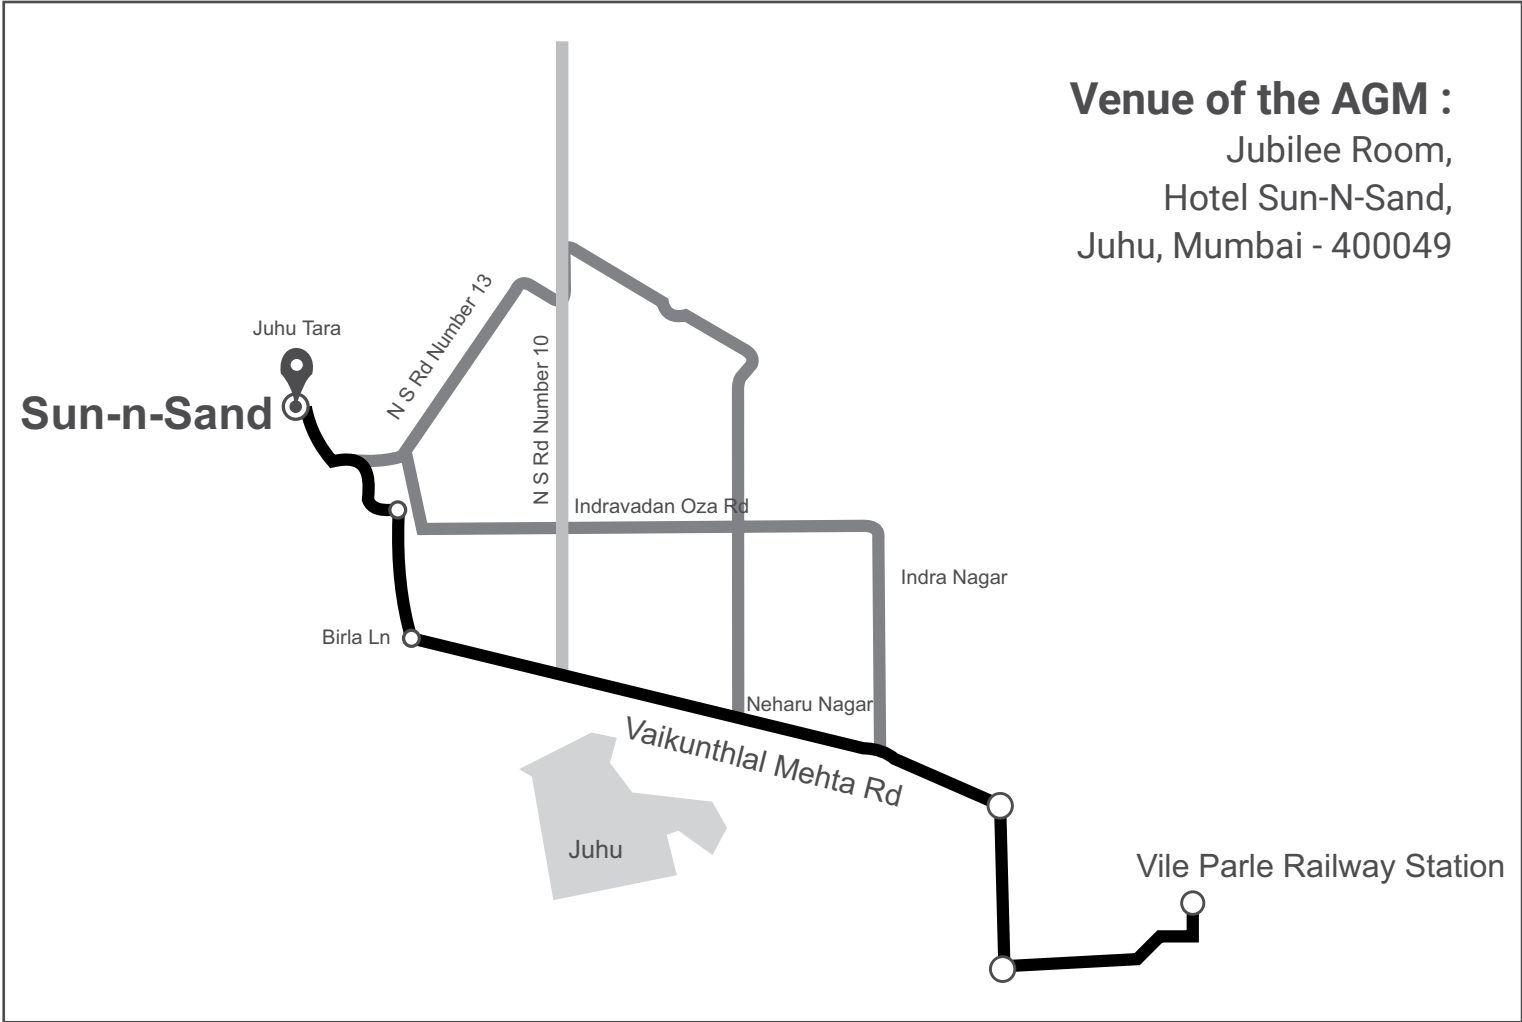 Venue of the AGM :
Jubilee Room,
Hotel Sun-N-Sand,
Juhu, Mumbai - 400049
N S Rd Number 13
Juhu Tara
N S Rd Number 10
Sun-n-Sand
Indravadan Oza Rd
Indra Nagar
Birla Ln
Neharu Nagar
Vaikunthlal Mehta Rd
Juhu
Vile Parle Railway Station